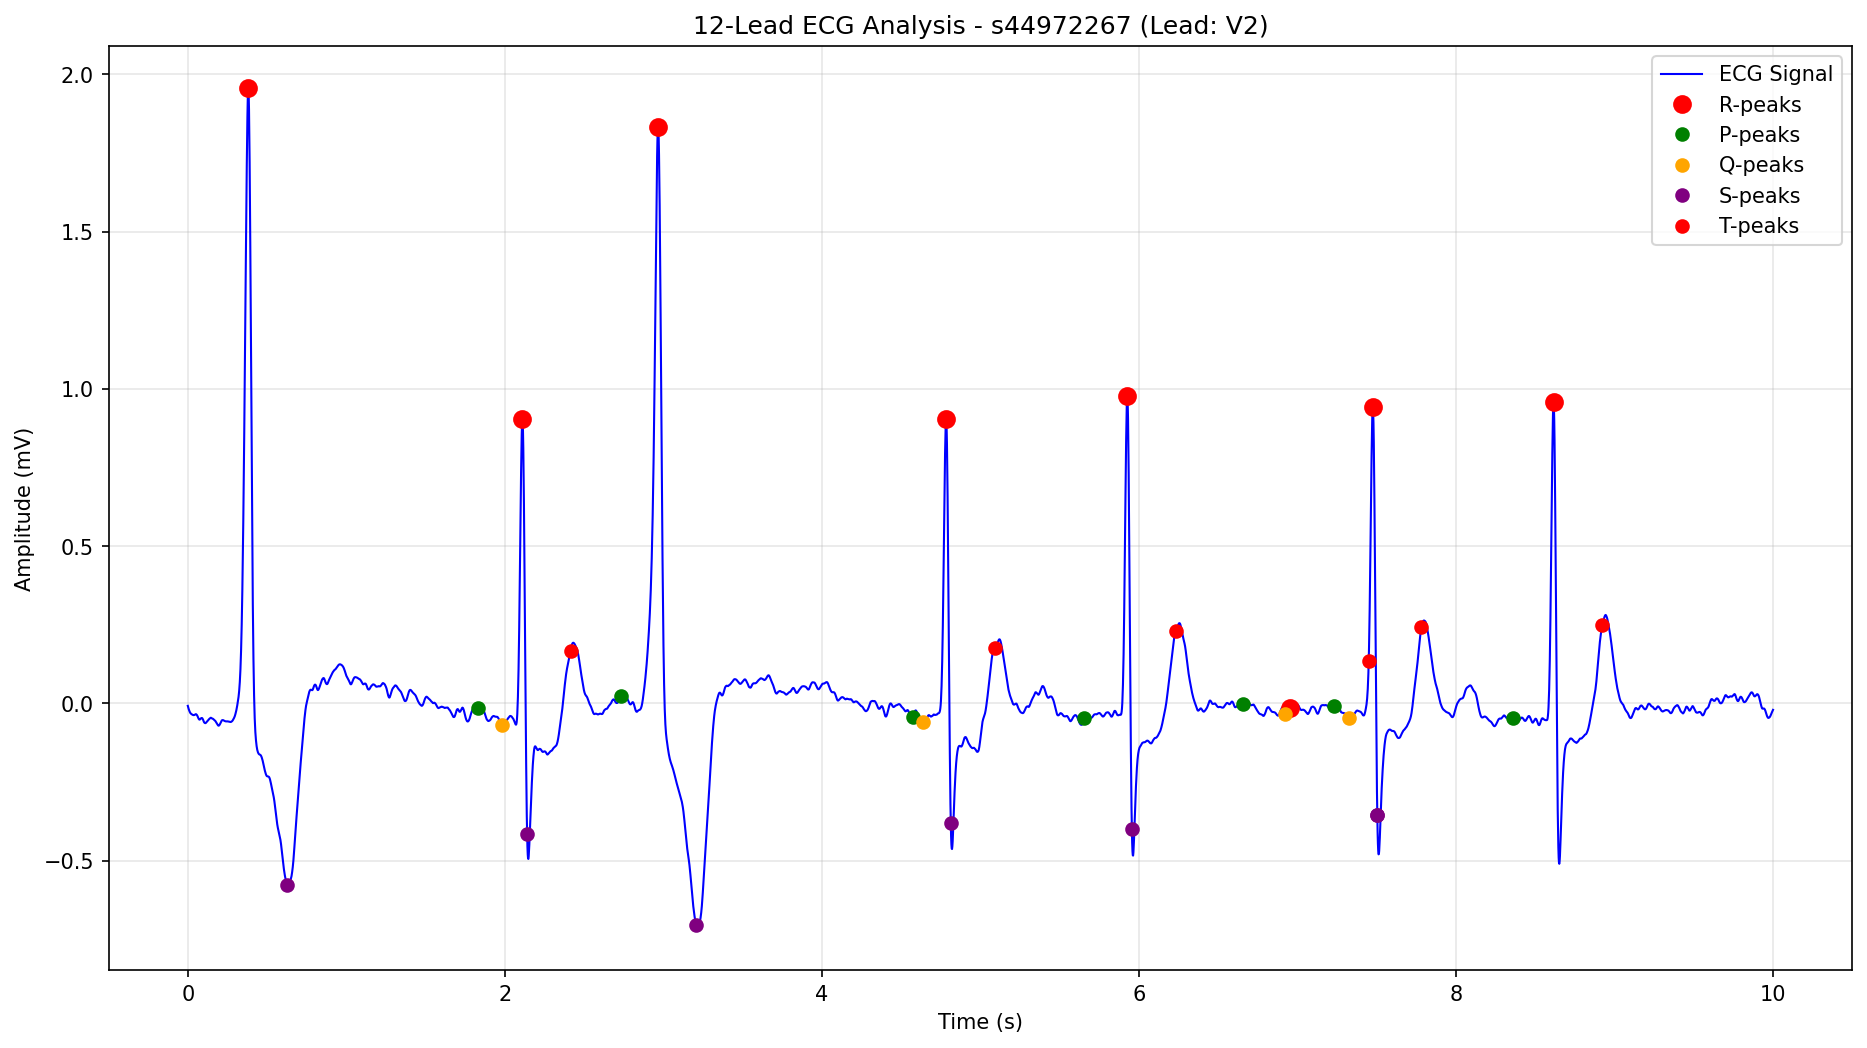 12-Lead ECG Analysis - s44972267 (Lead: V2)
ECG Signal
R-peaks
P-peaks
Q-peaks
S-peaks
T-peaks
Amplitude (mV)
2.0
1.5
1.0
0.5
0.0
−0.5
0 2 4 6 8 10
Time (s)